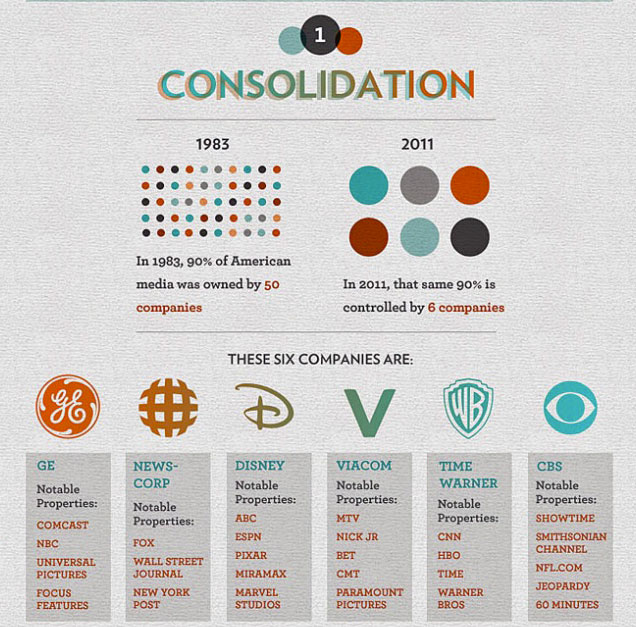 1
CONSOLIDATION
1983
2011
In 1983, 90% of American
media was owned by 50
companies
In 2011, that same 90% is
controlled by 6 companies
THESE SIX COMPANIES ARE:
GE
D
V
WB
GE
Notable
Properties:
COMCAST
NBC
UNIVERSAL
PICTURES
FOCUS
FEATURES
NEWS-
CORP
Notable
Properties:
FOX
WALL STREET
JOURNAL
NEW YORK
POST
DISNEY
Notable
Properties:
ABC
ESPN
PIXAR
MIRAMAX
MARVEL
STUDIOS
VIACOM
Notable
Properties:
MTV
NICK JR
BET
CMT
PARAMOUNT
PICTURES
TIME
WARNER
Notable
Properties:
CNN
HBO
TIME
WARNER
BROS
CBS
Notable
Properties:
SHOWTIME
SMITHSONIAN
CHANNEL
NFL.COM
JEOPARDY
60 MINUTES